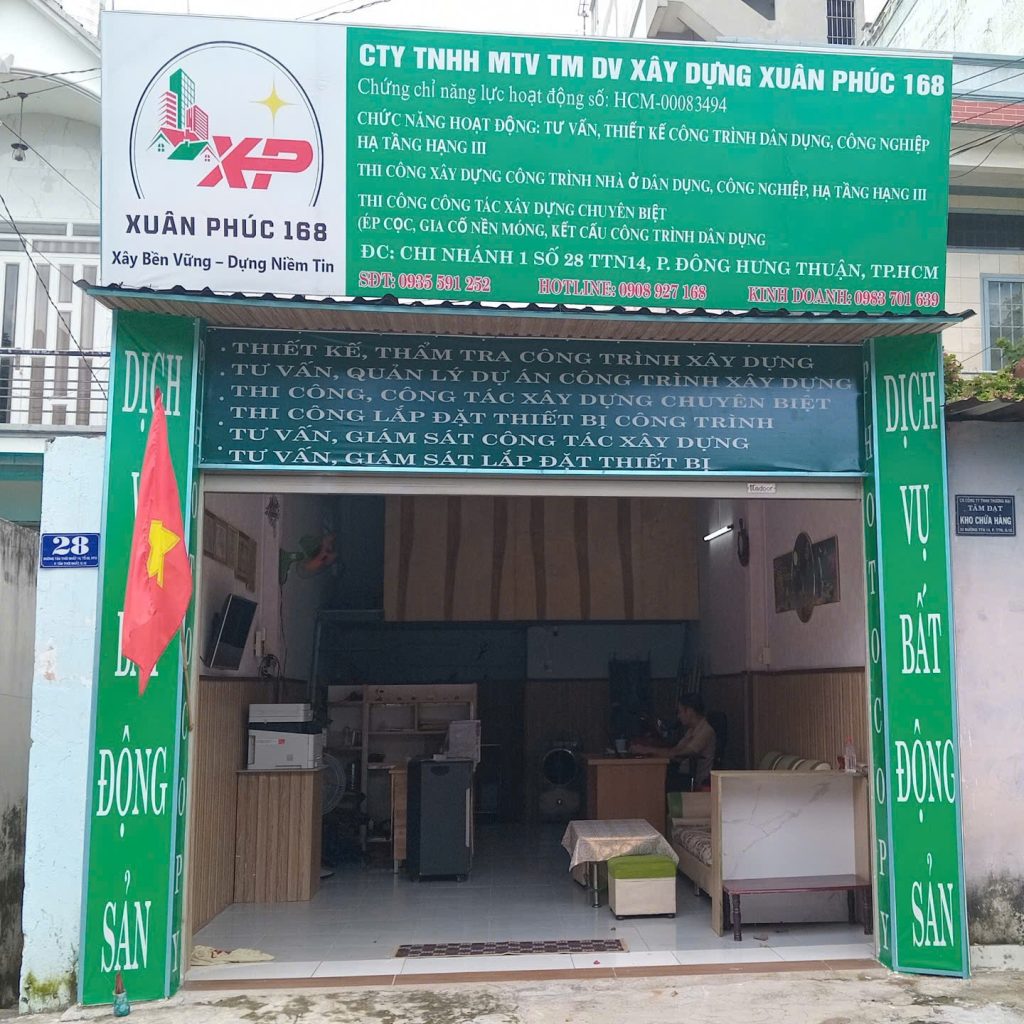 XP
XUÂN PHÚC 168
Xây Bền Vững – Dựng Niềm Tin
CTY TNHH MTV TM DV XÂY DỰNG XUÂN PHÚC 168
Chứng chỉ năng lực hoạt động số: HCM-00083494
CHỨC NĂNG HOẠT ĐỘNG: TƯ VẤN, THIẾT KẾ CÔNG TRÌNH DÂN DỤNG, CÔNG NGHIỆP
HẠ TẦNG HẠNG III
THI CÔNG XÂY DỰNG CÔNG TRÌNH NHÀ Ở DÂN DỤNG, CÔNG NGHIỆP, HẠ TẦNG HẠNG III
THI CÔNG CÔNG TÁC XÂY DỰNG CHUYÊN BIỆT
(ÉP CỌC, GIA CỐ NỀN MÓNG, KẾT CẤU CÔNG TRÌNH DÂN DỤNG
ĐC: CHI NHÁNH 1 SỐ 28 TTN14, P. ĐÔNG HƯNG THUẬN, TP.HCM
SĐT: 0935 591 252 HOTLINE: 0908 927 168 KINH DOANH: 0983 701 639
. THIẾT KẾ, THẨM TRA CÔNG TRÌNH XÂY DỰNG
. TƯ VẤN, QUẢN LÝ DỰ ÁN CÔNG TRÌNH XÂY DỰNG
. THI CÔNG, CÔNG TÁC XÂY DỰNG CHUYÊN BIỆT
. THI CÔNG LẮP ĐẶT THIẾT BỊ CÔNG TRÌNH
. TƯ VẤN, GIÁM SÁT CÔNG TÁC XÂY DỰNG
. TƯ VẤN, GIÁM SÁT LẮP ĐẶT THIẾT BỊ
DỊCH
ĐỘNG
SẢN
PHOTOCOPY
DỊCH
VỤ
BẤT
ĐỘNG
SẢN
28
CN CÔNG TY TNHH THƯƠNG MẠI
TÂM ĐẠT
KHO CHỨA HÀNG